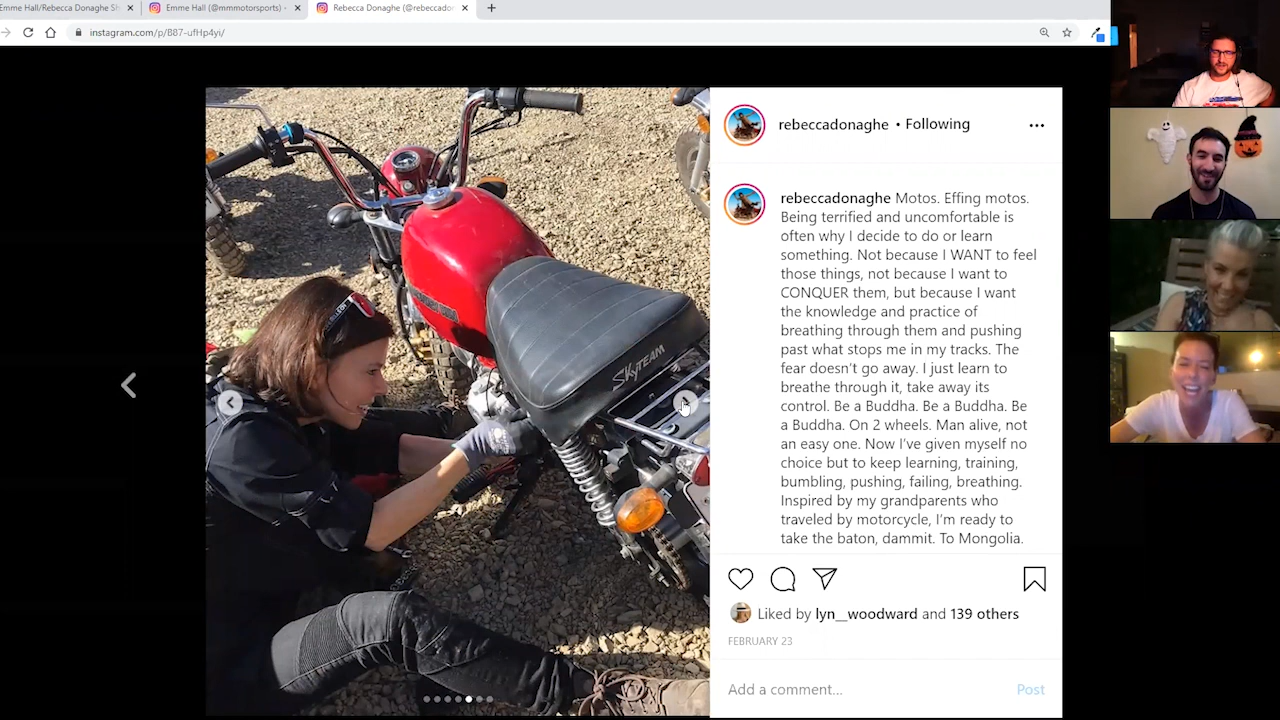 Emme Hall/Rebecca Donaghe Sh
Emme Hall (@mmmotorsports) •
Rebecca Donaghe (@rebeccador
instagram.com/p/B87-ufHp4yi/
rebeccadonaghe • Following
rebeccadonaghe Motos. Effing motos.
Being terrified and uncomfortable is
often why I decide to do or learn
something. Not because I WANT to feel
those things, not because I want to
CONQUER them, but because I want
the knowledge and practice of
breathing through them and pushing
past what stops me in my tracks. The
fear doesn't go away. I just learn to
breathe through it, take away its
control. Be a Buddha. Be a Buddha. Be
a Buddha. On 2 wheels. Man alive, not
an easy one. Now I've given myself no
choice but to keep learning, training,
bumbling, pushing, failing, breathing.
Inspired by my grandparents who
traveled by motorcycle, I'm ready to
take the baton, dammit. To Mongolia.
SKYTEAM
Liked by lyn__woodward and 139 others
FEBRUARY 23
Add a comment...
Post